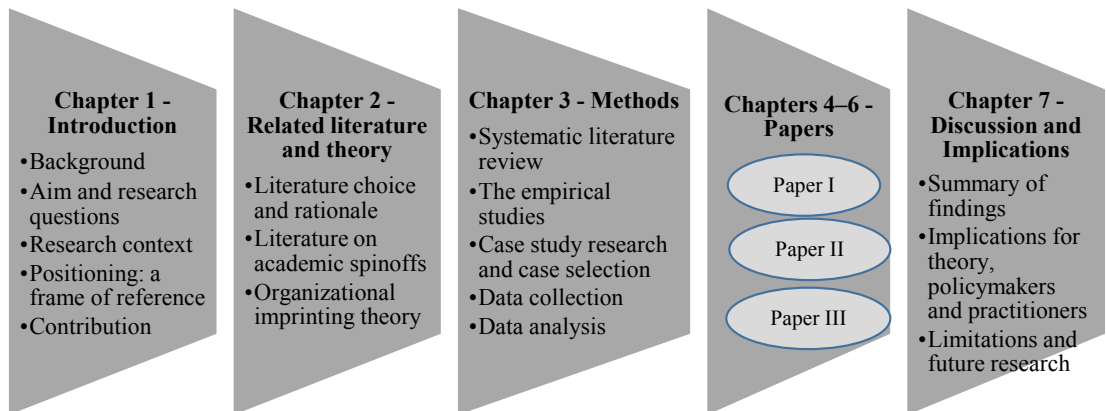 Chapter 1 -
Introduction
•Background
•Aim and research
questions
•Research context
•Positioning: a
frame of reference
•Contribution
Chapter 2 -
Related literature
and theory
•Literature choice
and rationale
•Literature on
academic spinoffs
•Organizational
imprinting theory
Chapter 3 - Methods
•Systematic literature
review
•The empirical
studies
•Case study research
and case selection
•Data collection
•Data analysis
Chapters 4–6 -
Papers
Paper I
Paper II
Paper III
Chapter 7 -
Discussion and
Implications
•Summary of
findings
•Implications for
theory,
policymakers
and practitioners
•Limitations and
future research